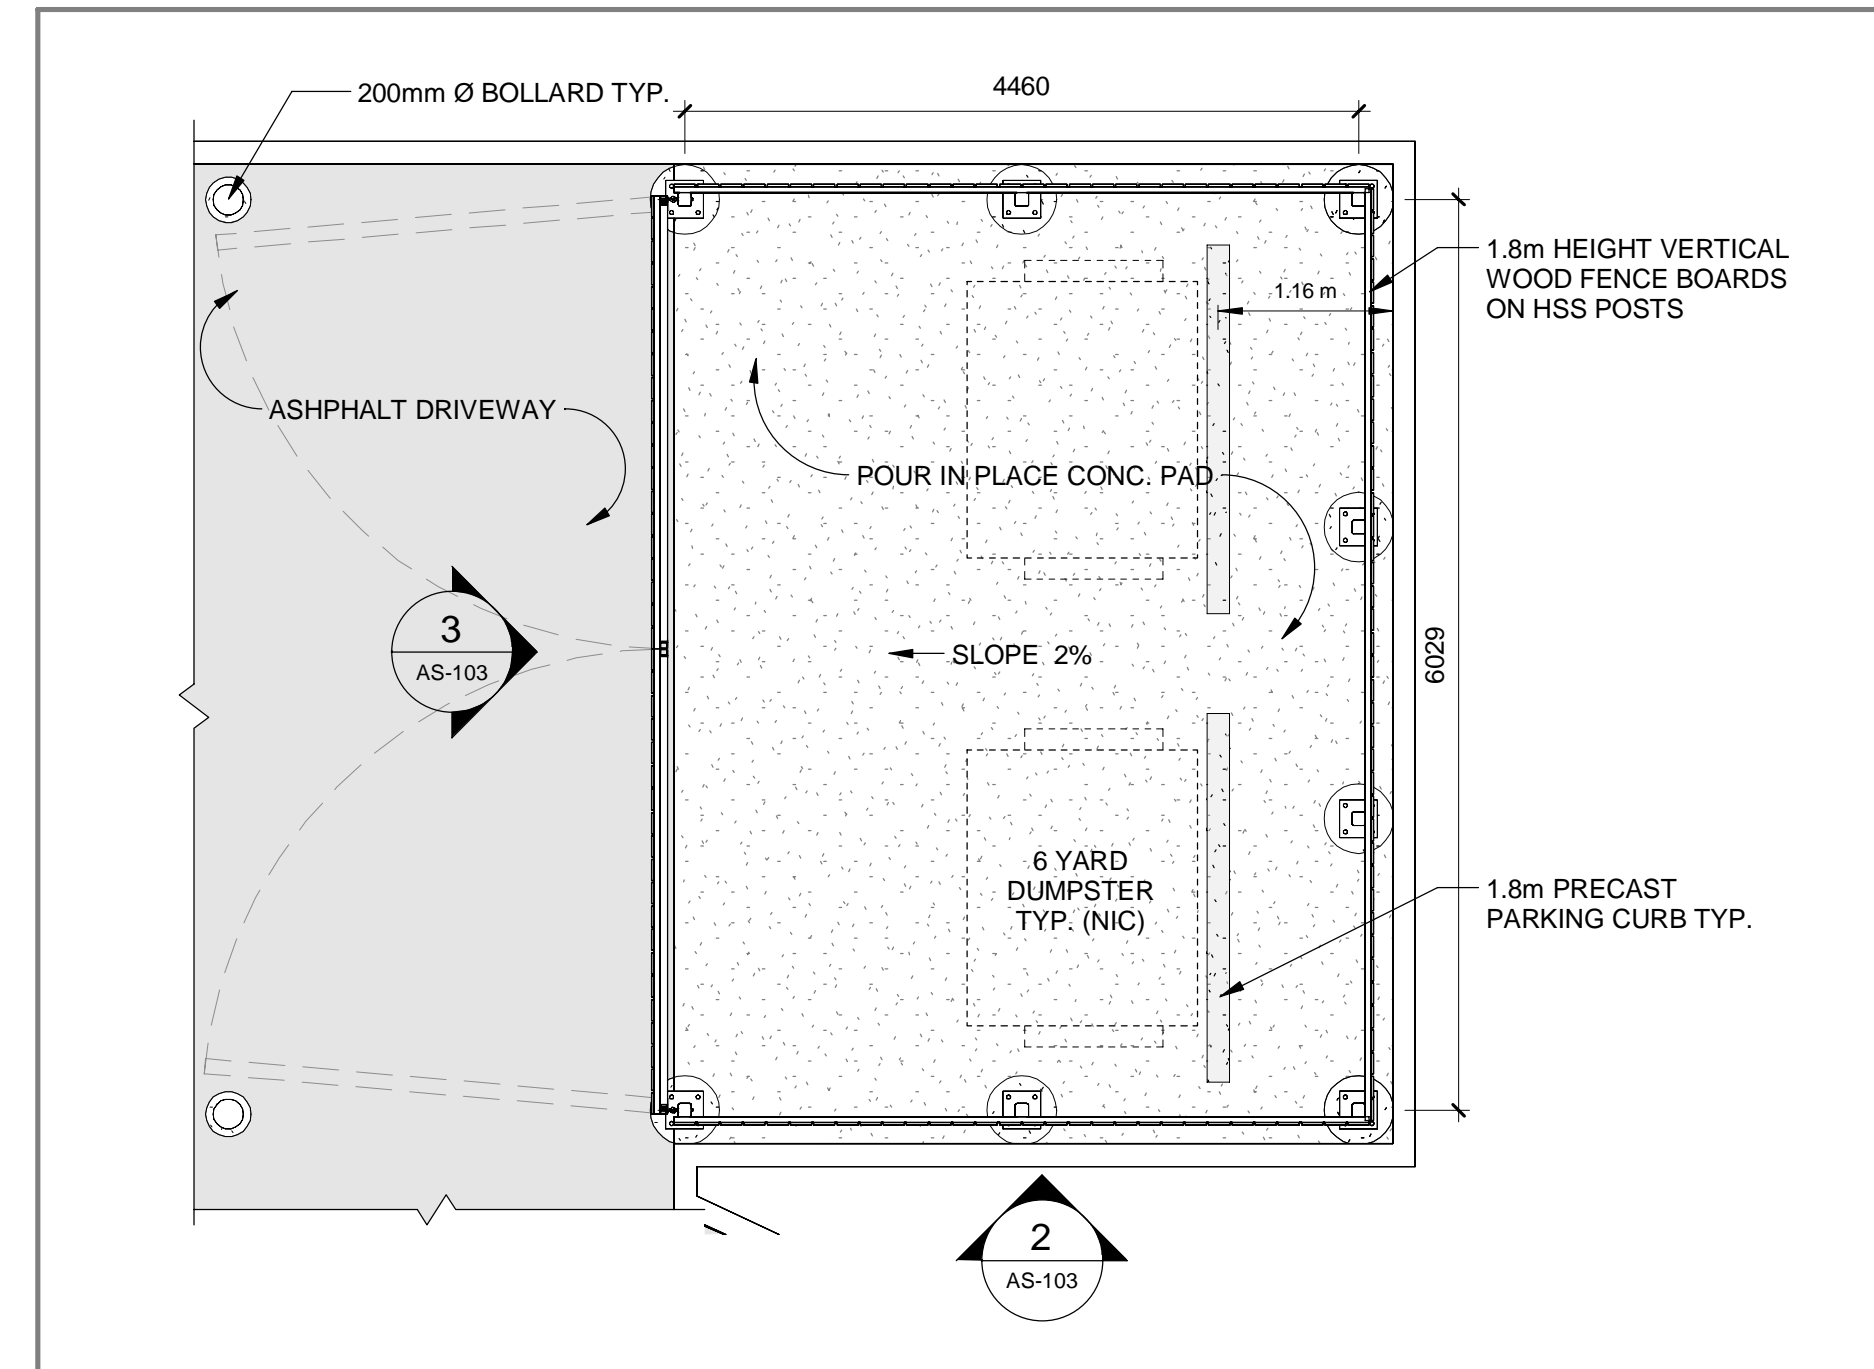 200mm Ø BOLLARD TYP.
4460
1.8m HEIGHT VERTICAL
WOOD FENCE BOARDS
ON HSS POSTS
1.16 m
ASHPHALT DRIVEWAY
POUR IN PLACE CONC. PAD
3
AS-103
SLOPE 2%
6029
6 YARD
DUMPSTER
TYP. (NIC)
1.8m PRECAST
PARKING CURB TYP.
2
AS-103